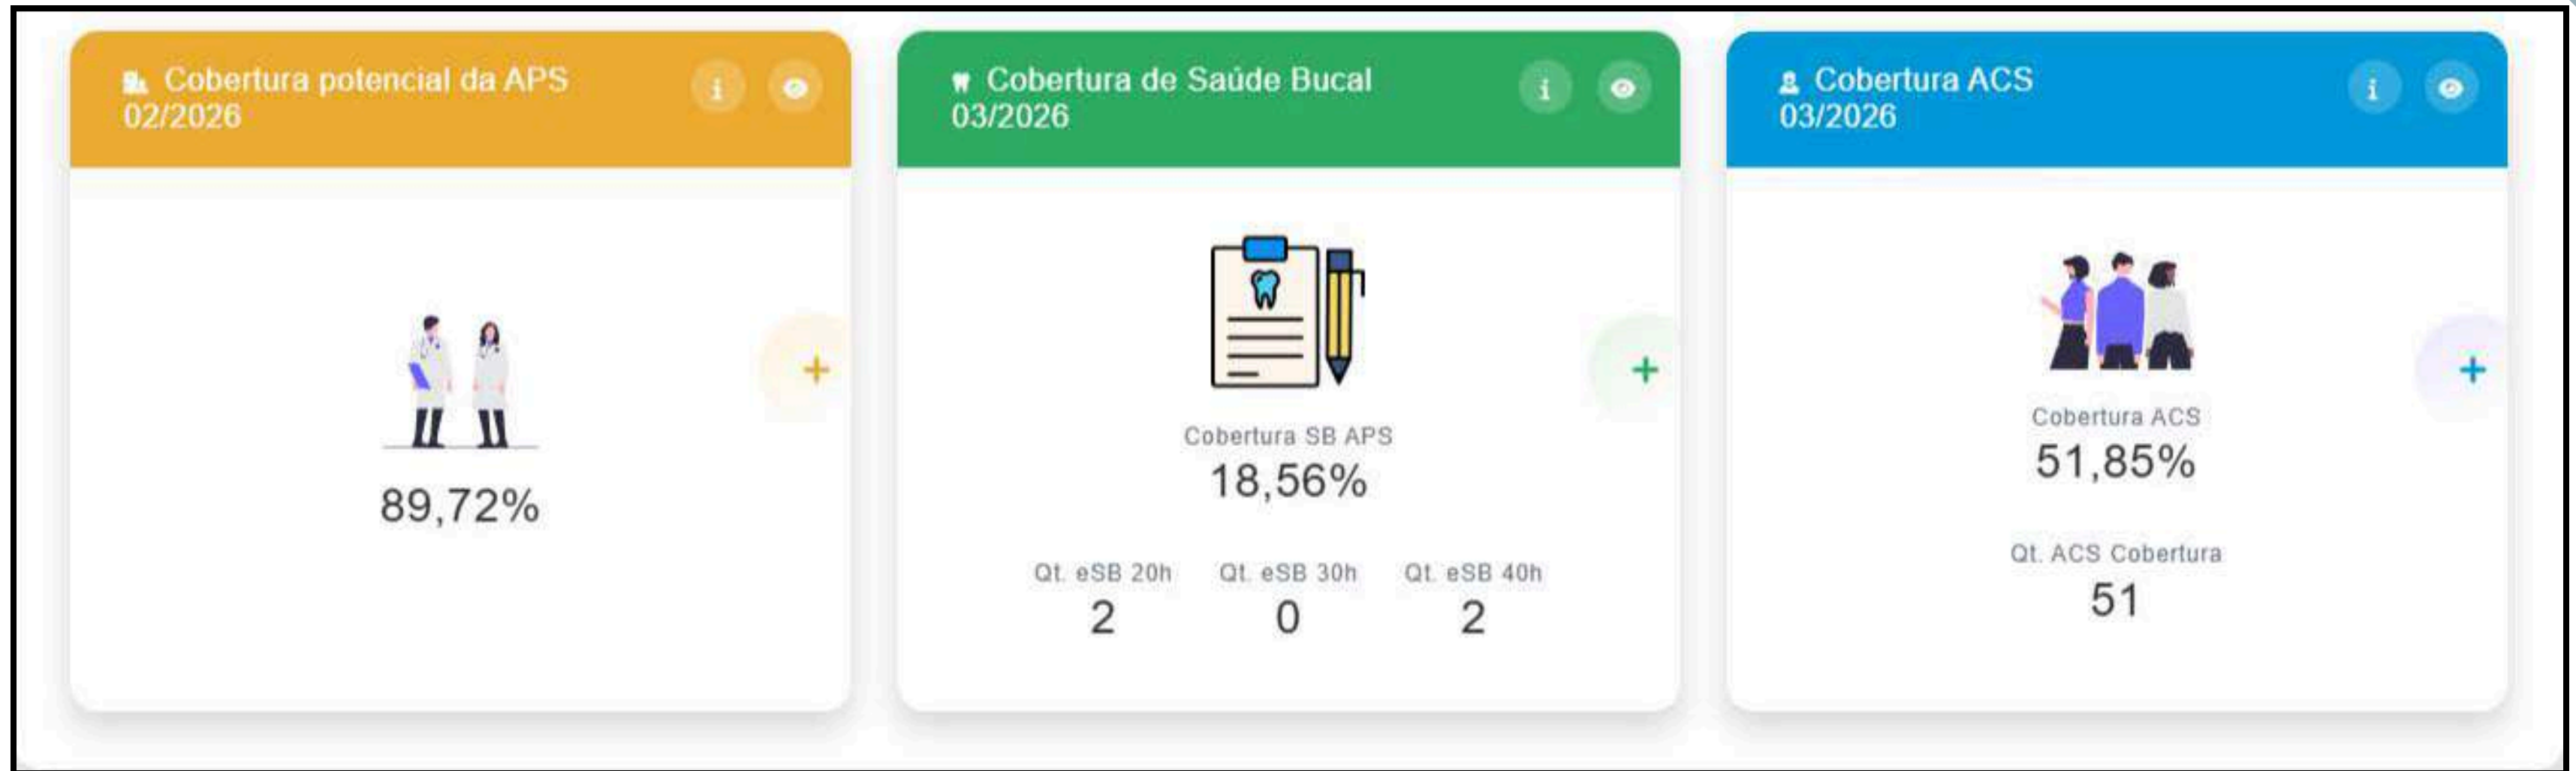 Cobertura potencial da APS
02/2026
89,72%
Cobertura de Saúde Bucal
03/2026
Cobertura SB APS
18,56%
Qt. eSB 20h Qt. eSB 30h Qt. eSB 40h
2 0 2
Cobertura ACS
03/2026
Cobertura ACS
51,85%
Qt. ACS Cobertura
51